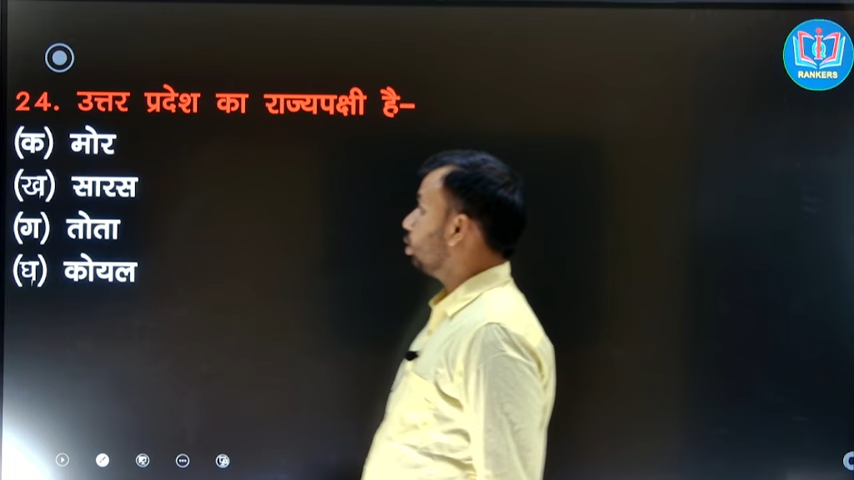 24. उत्तर प्रदेश का राज्यपक्षी है–
(क) मोर
(ख) सारस
(ग) तोता
(घ) कोयल
RANKERS